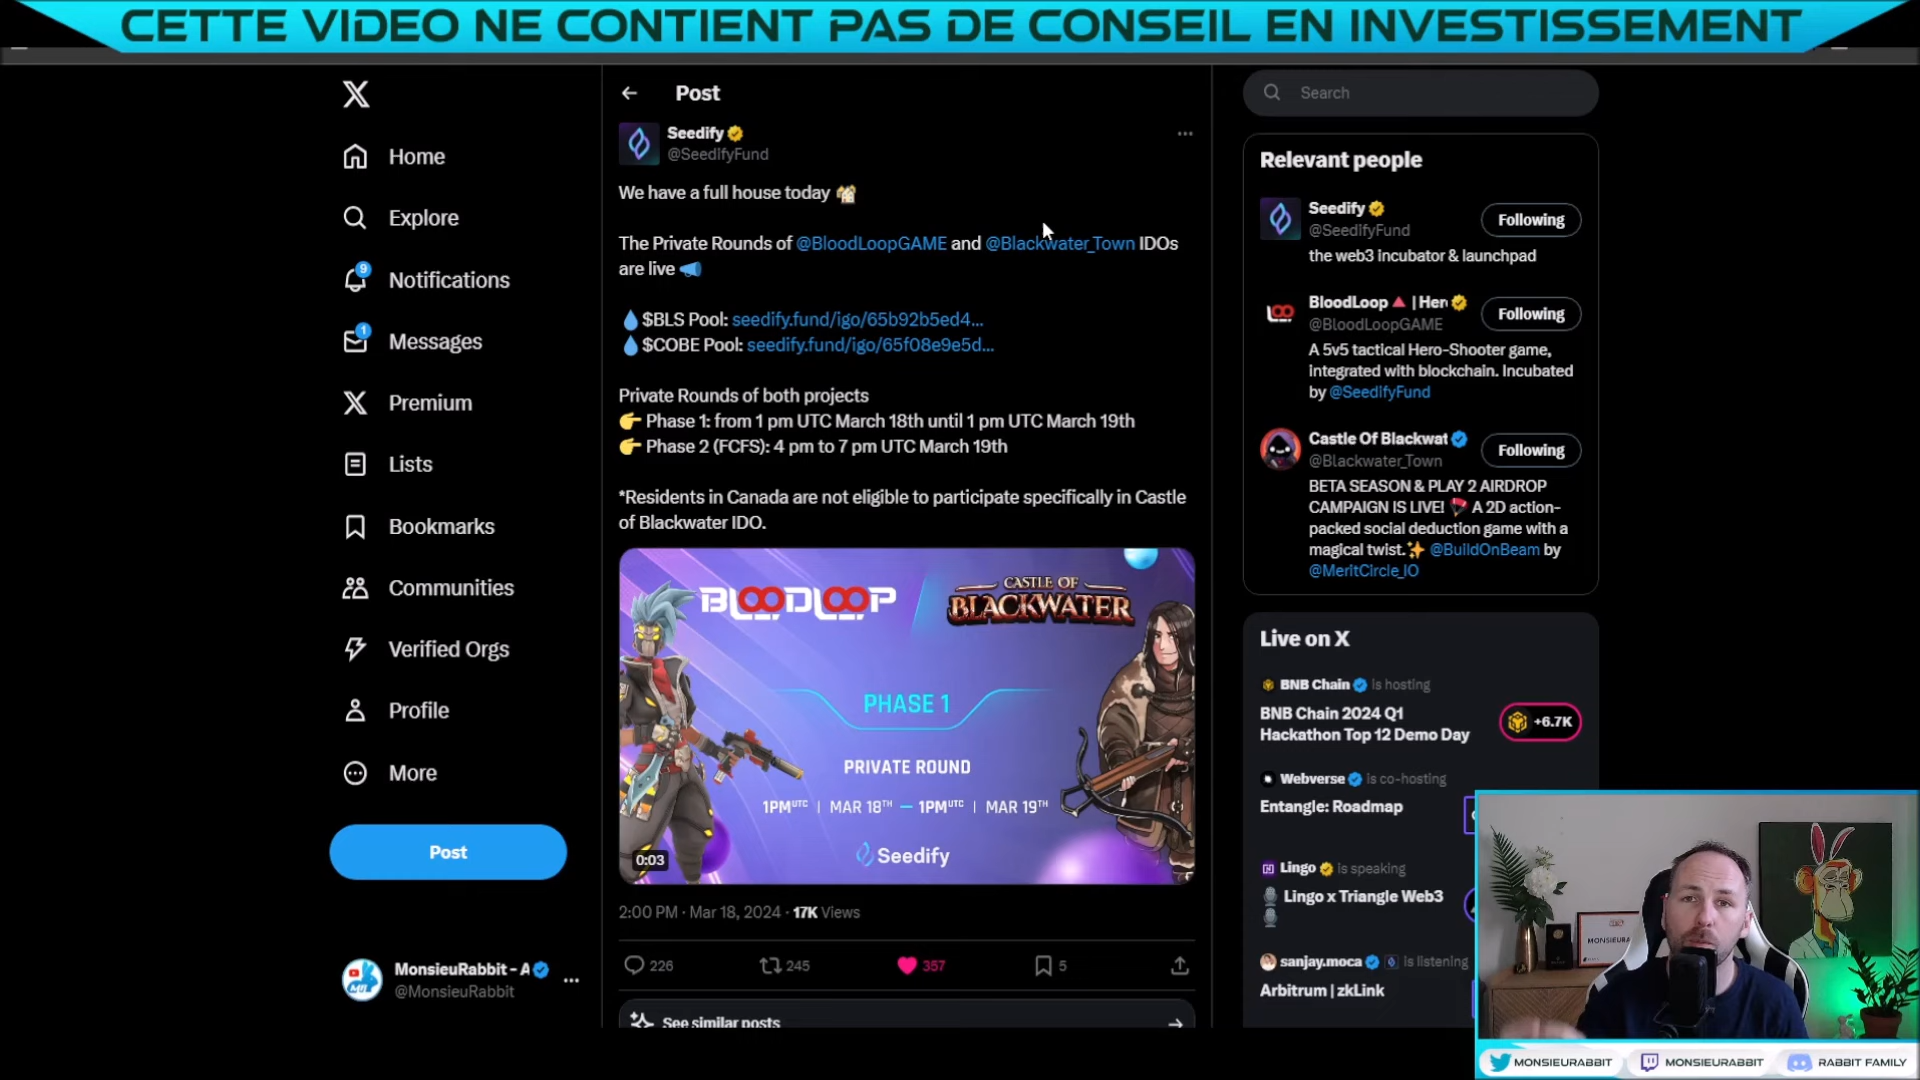 CETTE VIDEO NE CONTIENT PAS DE CONSEIL EN INVESTISSEMENT
Home
Explore
9
Notifications
1
Messages
Premium
Lists
Bookmarks
Communities
Verified Orgs
Profile
More
Post
MonsieurRabbit - A
@MonsieuRabbit
Post
Seedify
@SeedifyFund
We have a full house today
The Private Rounds of @BloodLoopGAME and @Blackwater_Town IDOs
are live
$BLS Pool: seedify.fund/igo/65b92b5ed4...
$COBE Pool: seedify.fund/igo/65f08e9e5d...
Private Rounds of both projects
Phase 1: from 1 pm UTC March 18th until 1 pm UTC March 19th
Phase 2 (FCFS): 4 pm to 7 pm UTC March 19th
*Residents in Canada are not eligible to participate specifically in Castle
of Blackwater IDO.
BLOODLOOP
CASTLE OF
BLACKWATER
PHASE 1
PRIVATE ROUND
1PM UTC | MAR 18TH — 1PM UTC | MAR 19TH
Seedify
0:03
2:00 PM · Mar 18, 2024 · 17K Views
226
245
357
5
See similar posts
Search
Relevant people
Seedify
@SeedifyFund
Following
the web3 incubator & launchpad
BloodLoop | Her
@BloodLoopGAME
Following
A 5v5 tactical Hero-Shooter game,
integrated with blockchain. Incubated
by @SeedifyFund
Castle Of Blackwat
@Blackwater_Town
Following
BETA SEASON & PLAY 2 AIRDROP
CAMPAIGN IS LIVE! A 2D action-
packed social deduction game with a
magical twist. @BuildOnBeam by
@MeritCircle_IO
Live on X
BNB Chain is hosting
BNB Chain 2024 Q1
Hackathon Top 12 Demo Day
+6.7K
Webverse is co-hosting
Entangle: Roadmap
Lingo is speaking
Lingo x Triangle Web3
sanjay.moca is listening
Arbitrum | zkLink
MONSIEURABBIT
MONSIEURABBIT
RABBIT FAMILY